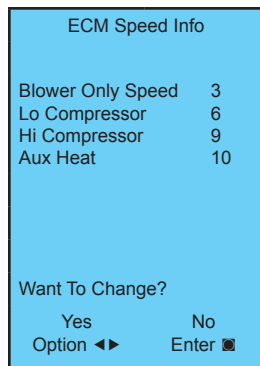 ECM Speed Info
Blower Only Speed 3
Lo Compressor 6
Hi Compressor 9
Aux Heat 10
Want To Change?
Yes No
Option ◄► Enter ◙